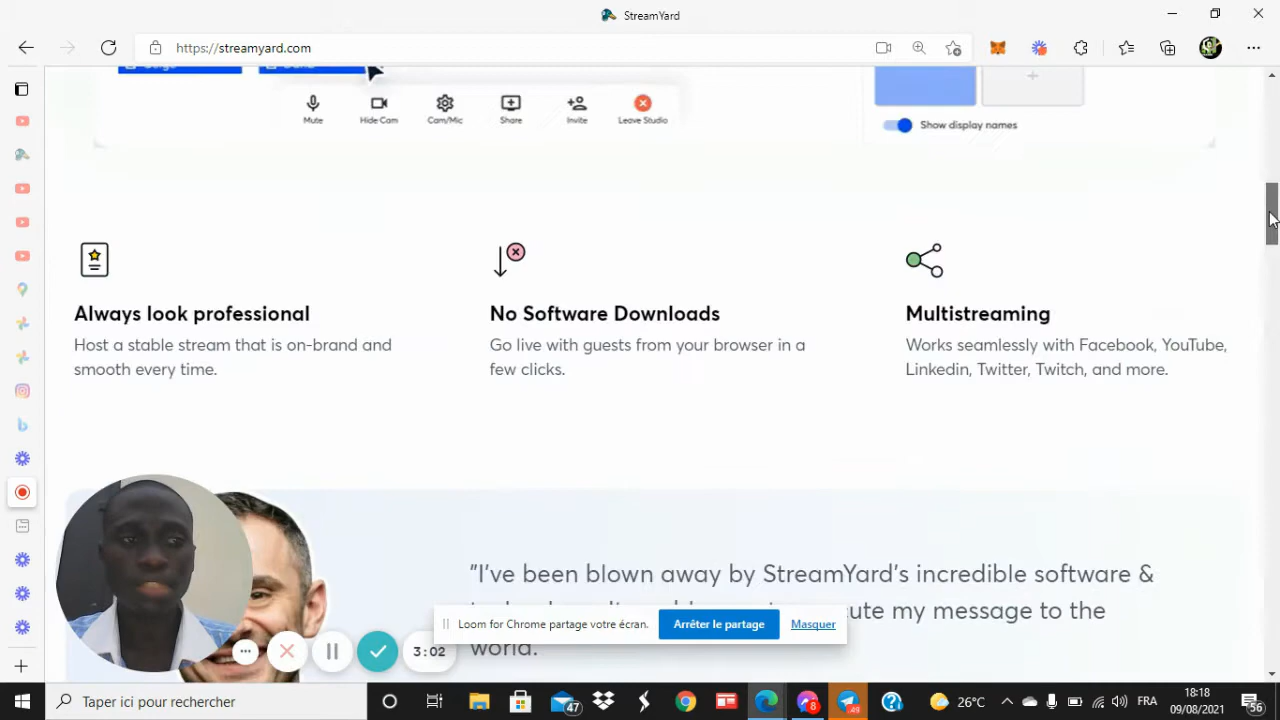 StreamYard
https://streamyard.com
Mute
Hide Cam
Cam/Mic
Share
Invite
Leave Studio
Show display names
Always look professional
Host a stable stream that is on-brand and
smooth every time.
No Software Downloads
Go live with guests from your browser in a
few clicks.
Multistreaming
Works seamlessly with Facebook, YouTube,
Linkedin, Twitter, Twitch, and more.
"I've been blown away by StreamYard's incredible software &
my message to the
world.
Loom for Chrome partage votre écran.
Arrêter le partage
Masquer
3:02
Taper ici pour rechercher
47
8
49
26°C
FRA
18:18
09/08/2021
56